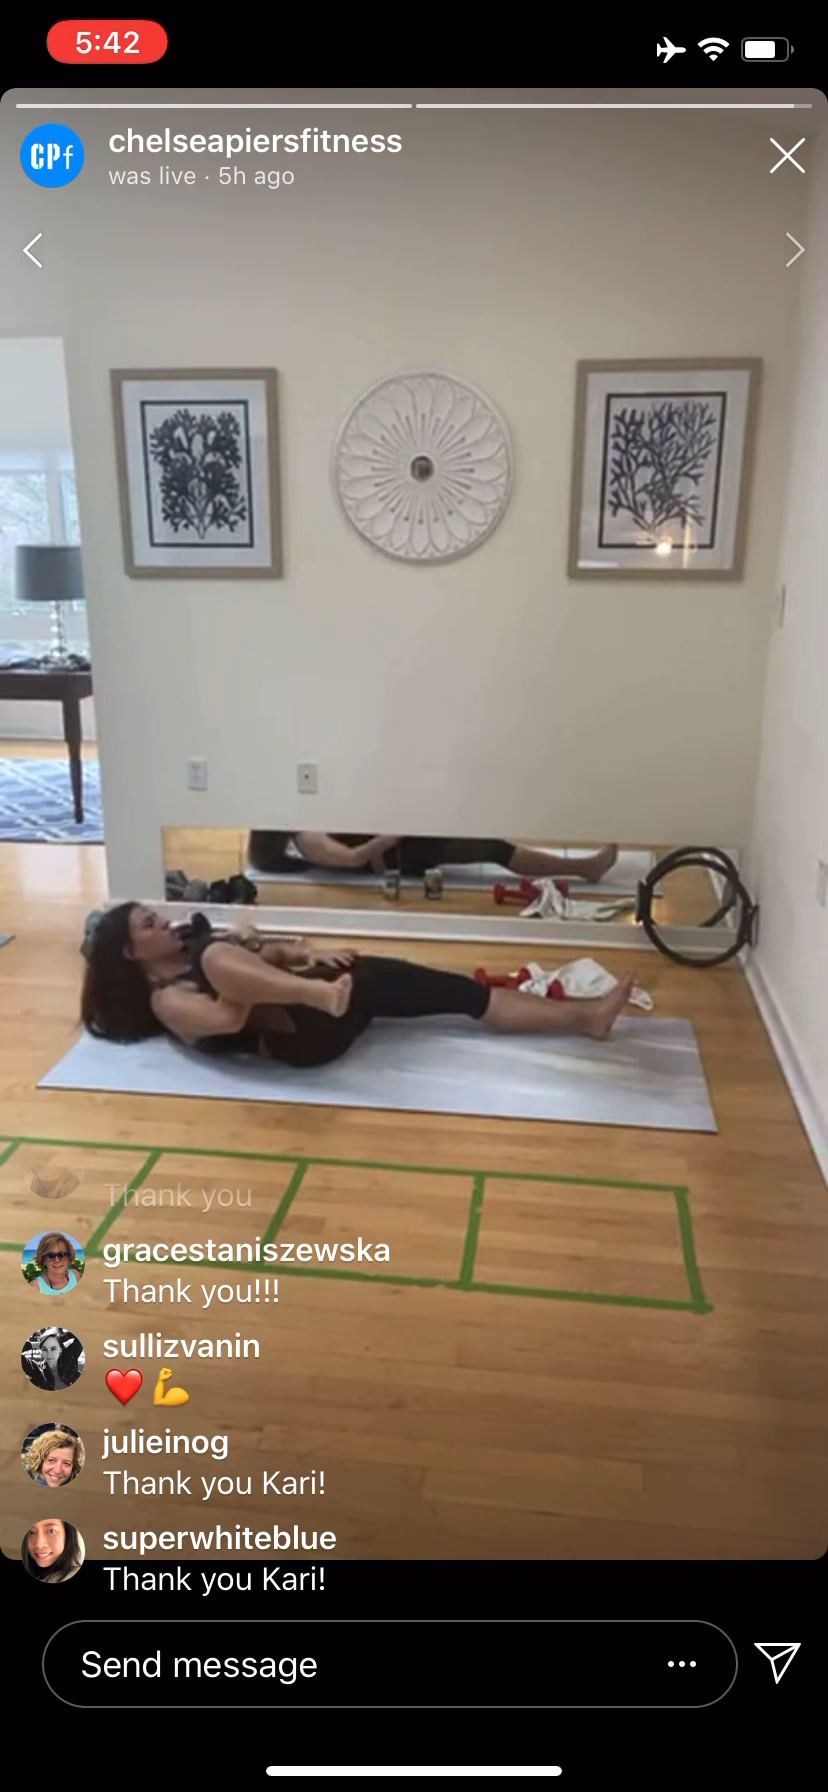 5:42
CPf
chelseapiersfitness
was live · 5h ago
Thank you
gracestaniszewska
Thank you!!!
sullizvanin
❤️ 💪
julieinog
Thank you Kari!
superwhiteblue
Thank you Kari!
Send message